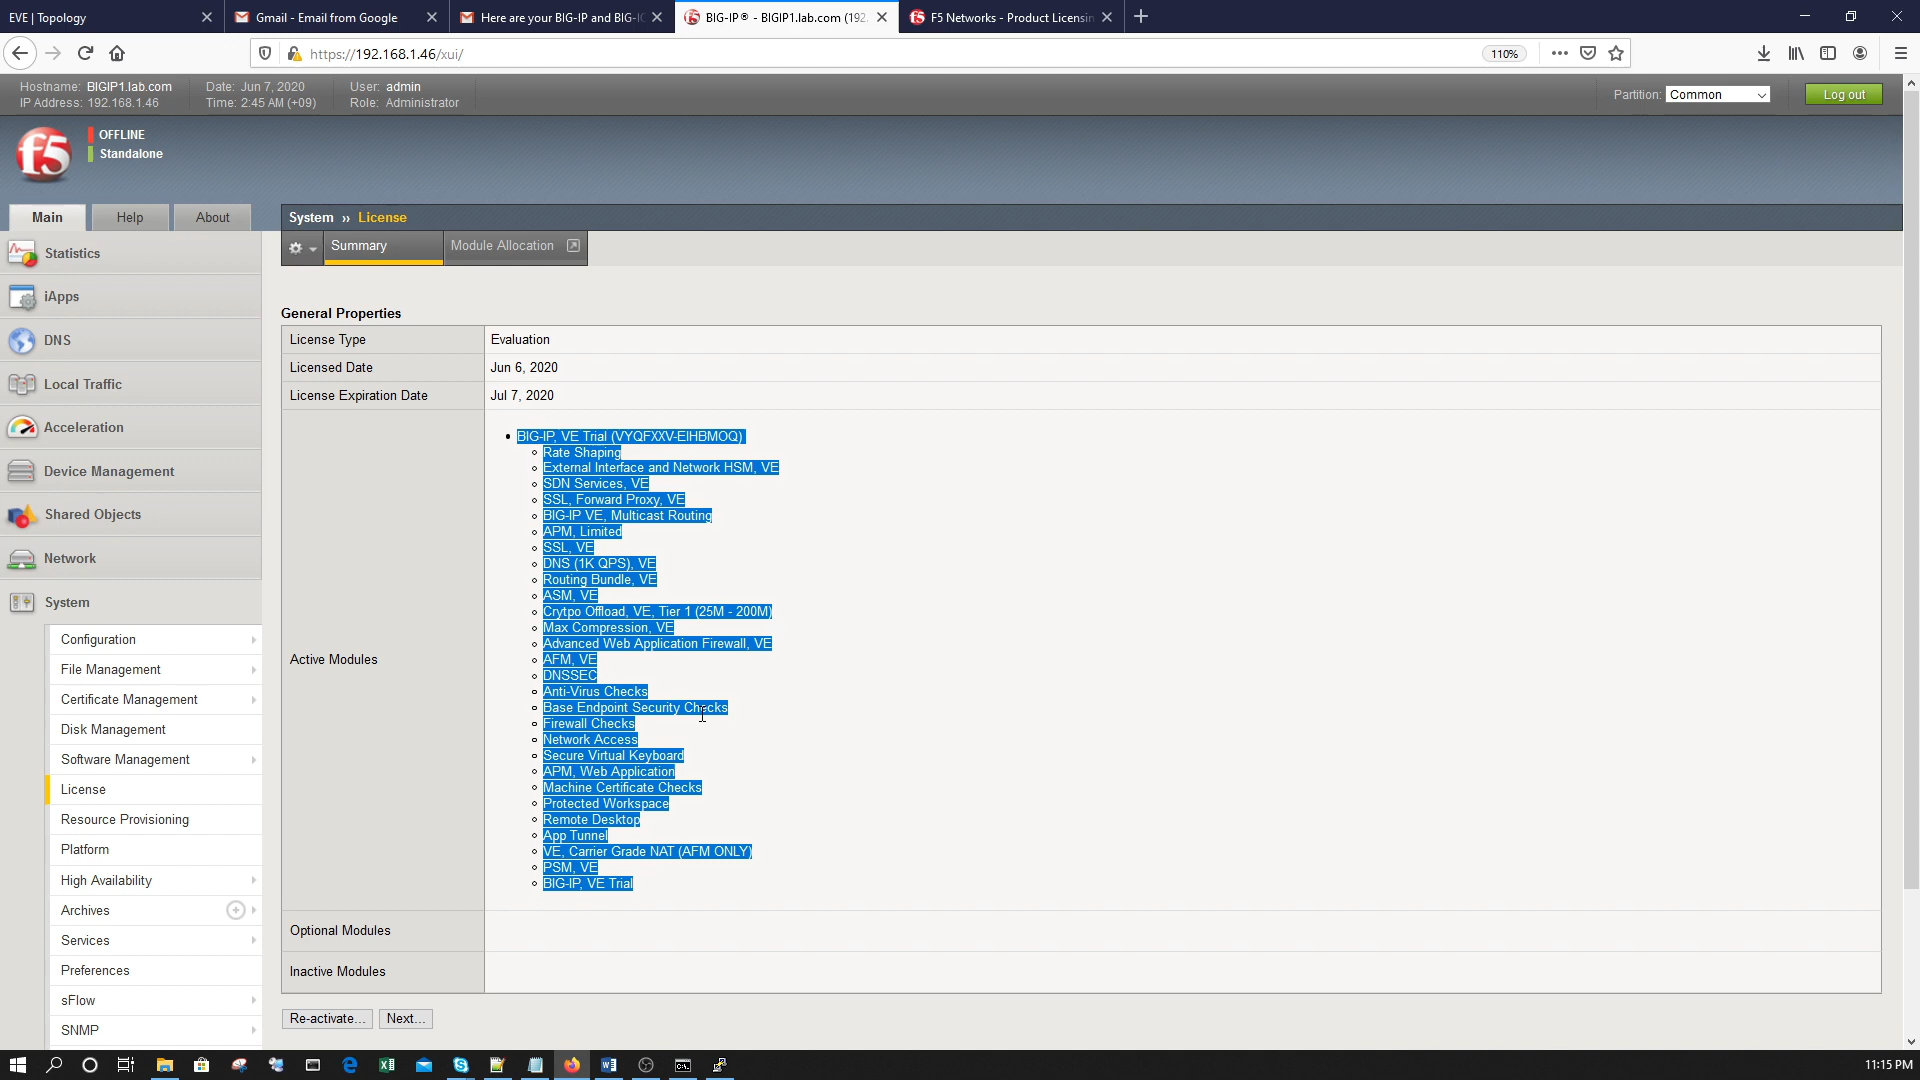 EVE | Topology
Gmail - Email from Google
Here are your BIG-IP and BIG-I
BIG-IP® - BIGIP1.lab.com (192.
F5 Networks - Product Licensin
https://192.168.1.46/xui/
110%
Hostname: BIGIP1.lab.com
IP Address: 192.168.1.46
Date: Jun 7, 2020
Time: 2:45 AM (+09)
User: admin
Role: Administrator
Partition: Common
Log out
f5
OFFLINE
Standalone
Main
Help
About
System » License
Summary
Module Allocation
Statistics
iApps
DNS
Local Traffic
Acceleration
Device Management
Shared Objects
Network
System
Configuration
File Management
Certificate Management
Disk Management
Software Management
License
Resource Provisioning
Platform
High Availability
Archives
Services
Preferences
sFlow
SNMP
General Properties
License Type
Evaluation
Licensed Date
Jun 6, 2020
License Expiration Date
Jul 7, 2020
Active Modules
BIG-IP, VE Trial (VYQFXXV-EIHBMOQ)
Rate Shaping
External Interface and Network HSM, VE
SDN Services, VE
SSL, Forward Proxy, VE
BIG-IP VE, Multicast Routing
APM, Limited
SSL, VE
DNS (1K QPS), VE
Routing Bundle, VE
ASM, VE
Crytpo Offload, VE, Tier 1 (25M - 200M)
Max Compression, VE
Advanced Web Application Firewall, VE
AFM, VE
DNSSEC
Anti-Virus Checks
Base Endpoint Security Checks
Firewall Checks
Network Access
Secure Virtual Keyboard
APM, Web Application
Machine Certificate Checks
Protected Workspace
Remote Desktop
App Tunnel
VE, Carrier Grade NAT (AFM ONLY)
PSM, VE
BIG-IP, VE Trial
Optional Modules
Inactive Modules
Re-activate...
Next...
11:15 PM